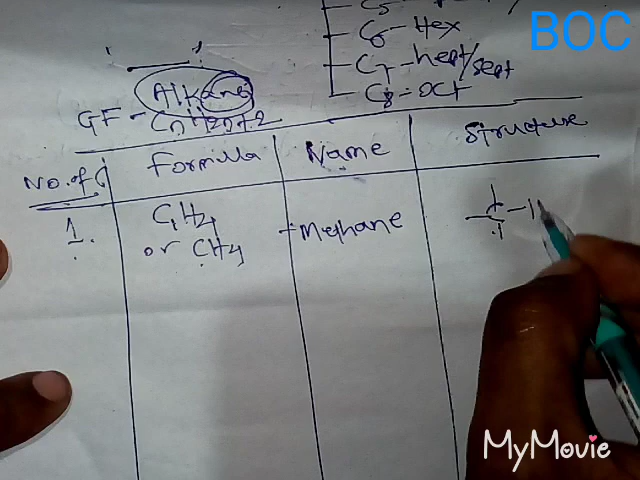 BOC
C6 - Hex
C7 - hept/sept
C8 - oct
Alkane
GF - CnH2n+2
No. of C Formula Name Structure
1. C1H4 - Methane
or CH4
MyMovie